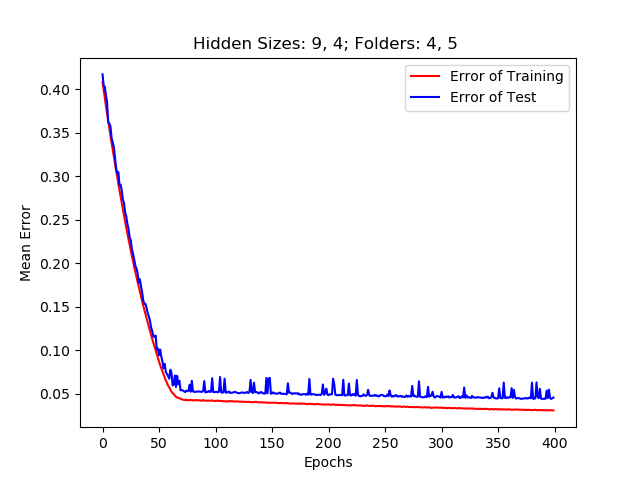 Hidden Sizes: 9, 4; Folders: 4, 5
Error of Training
Error of Test
Mean Error
0.40
0.35
0.30
0.25
0.20
0.15
0.10
0.05
0 50 100 150 200 250 300 350 400
Epochs